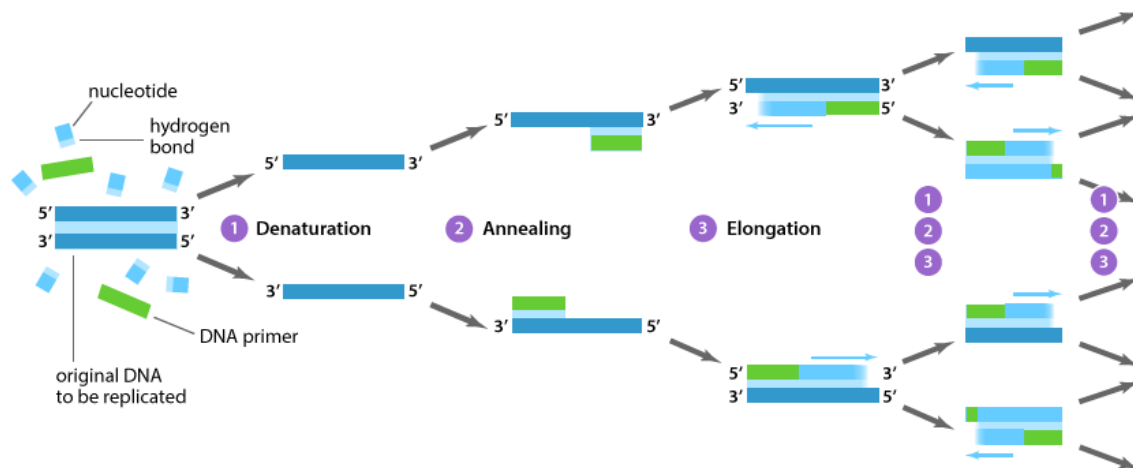 nucleotide
hydrogen
bond
5′ 3′
3′ 5′
DNA primer
original DNA
to be replicated
5′ 3′
1 Denaturation
3′ 5′
5′ 3′
2 Annealing
3′ 5′
5′ 3′
3′ 5′
3 Elongation
5′ 3′
3′ 5′
1
2
3
1
2
3